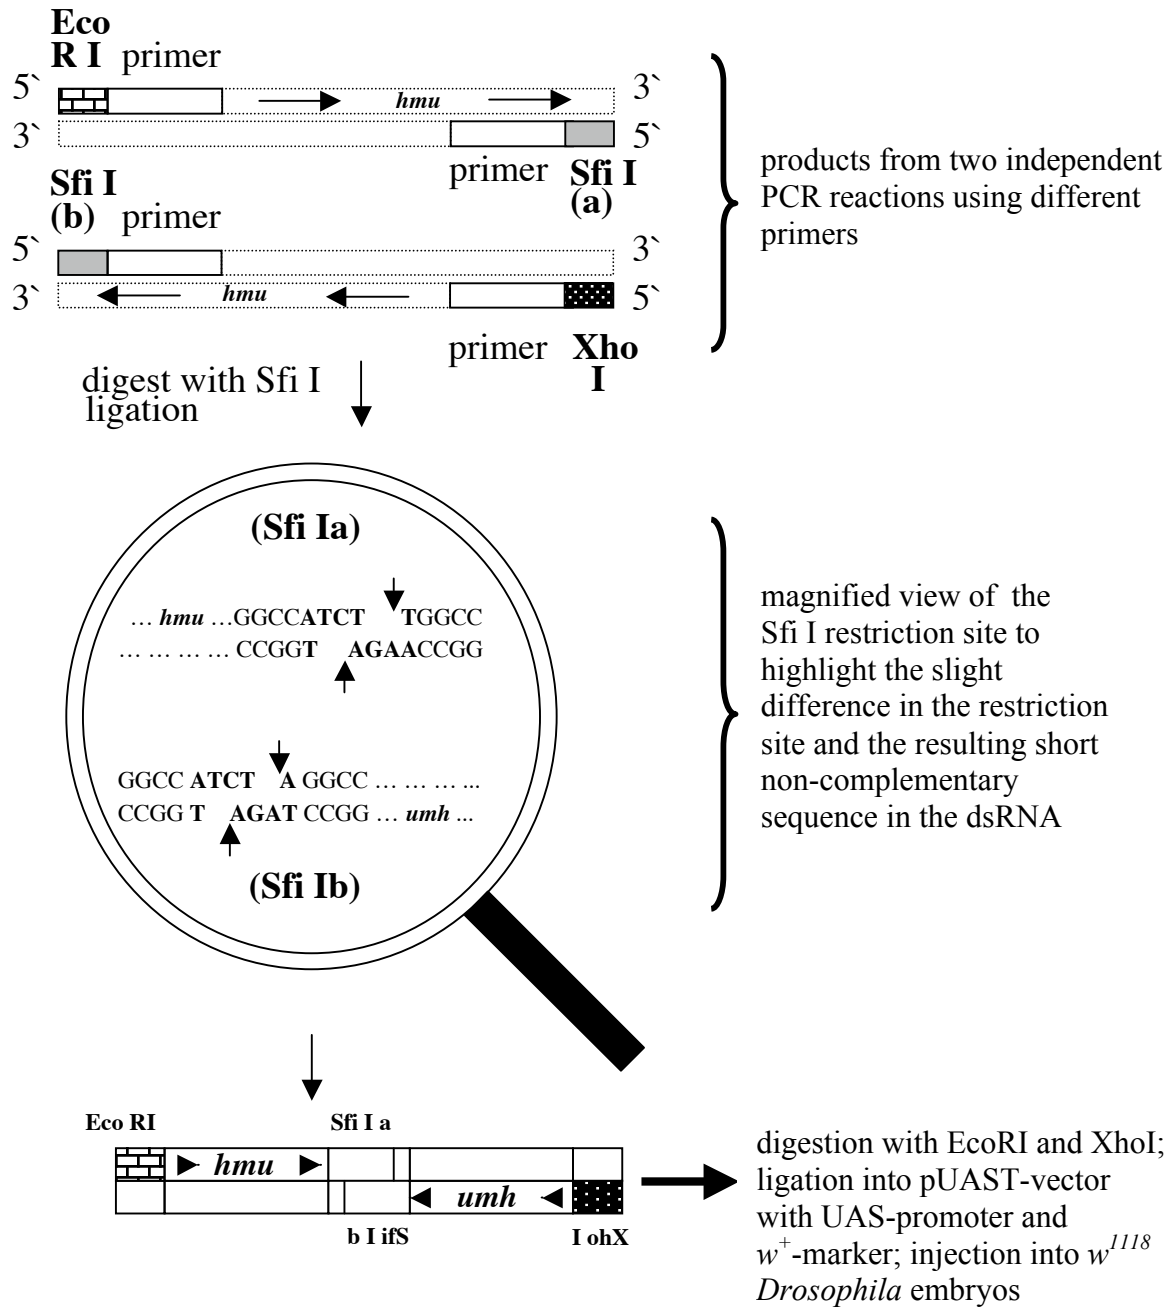 Eco
R I primer
5` hmu 3`
3` 5`
primer Sfi I
(a)
Sfi I
(b) primer
5` 3`
3` hmu 5`
primer Xho
I
products from two independent
PCR reactions using different
primers
digest with Sfi I
ligation
(Sfi Ia)
… hmu …GGCCATCT TGGCC
… … … … CCGGT AGAACCGG
GGCC ATCT A GGCC … … … ...
CCGG T AGAT CCGG … umh ...
(Sfi Ib)
magnified view of the
Sfi I restriction site to
highlight the slight
difference in the restriction
site and the resulting short
non-complementary
sequence in the dsRNA
Eco RI Sfi I a
hmu
umh
b I ifS I ohX
digestion with EcoRI and XhoI;
ligation into pUAST-vector
with UAS-promoter and
w+-marker; injection into w1118
Drosophila embryos